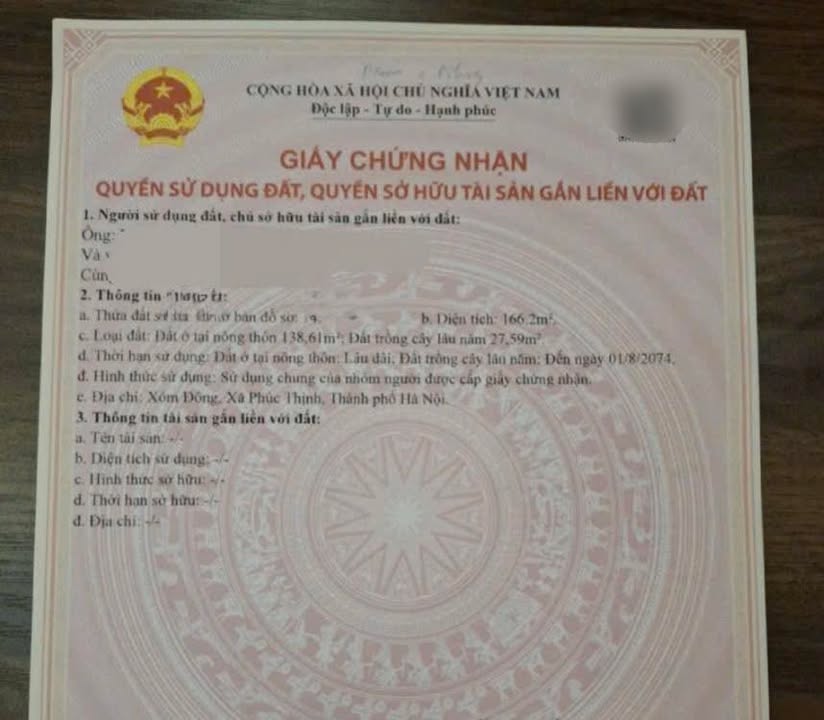 CỘNG HÒA XÃ HỘI CHỦ NGHĨA VIỆT NAM
Độc lập - Tự do - Hạnh phúc
GIẤY CHỨNG NHẬN
QUYỀN SỬ DỤNG ĐẤT, QUYỀN SỞ HỮU TÀI SẢN GẮN LIỀN VỚI ĐẤT
1. Người sử dụng đất, chủ sở hữu tài sản gắn liền với đất:
Ông:
Và
2. Thông tin
a. Thửa đất số bản đồ số: b. Diện tích: 166.2m².
c. Loại đất: Đất ở tại nông thôn 138,61m²; Đất trồng cây lâu năm 27,59m²
d. Thời hạn sử dụng: Đất ở tại nông thôn: Lâu dài; Đất trồng cây lâu năm: Đến ngày 01/8/2074.
đ. Hình thức sử dụng: Sử dụng chung của nhóm người được cấp giấy chứng nhận.
e. Địa chỉ: Xóm Đông, Xã Phúc Thịnh, Thành phố Hà Nội.
3. Thông tin tài sản gắn liền với đất:
a. Tên tài sản: -/-
b. Diện tích sử dụng: -/-
c. Hình thức sở hữu: -/-
d. Thời hạn sở hữu: -/-
đ. Địa chỉ: -/-